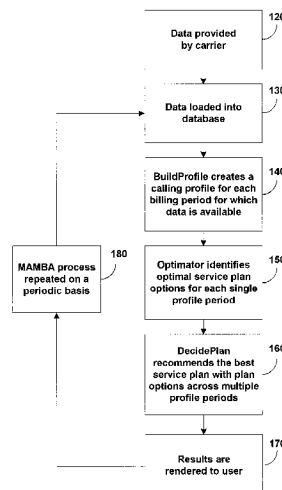 120
Data provided
by carrier
130
Data loaded into
database
140
BuildProfile creates a
calling profile for each
billing period for which
data is available
180
MAMBA process
repeated on a
periodic basis
150
Optimator identifies
optimal service plan
options for each single
profile period
160
DecidePlan
recommends the best
service plan with plan
options across multiple
profile periods
170
Results are
rendered to user